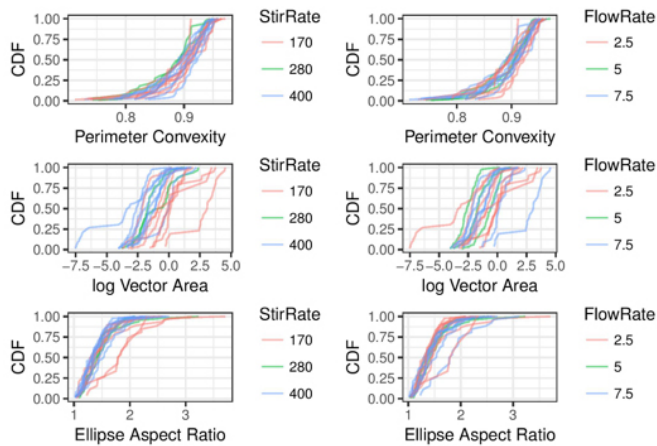 CDF
1.00
0.75
0.50
0.25
0.00
0.8 0.9
Perimeter Convexity
StirRate
170
280
400
CDF
1.00
0.75
0.50
0.25
0.00
0.8 0.9
Perimeter Convexity
FlowRate
2.5
5
7.5
CDF
1.00
0.75
0.50
0.25
0.00
−7.5 −5.0 −2.5 0.0 2.5 5.0
log Vector Area
StirRate
170
280
400
CDF
1.00
0.75
0.50
0.25
0.00
−7.5 −5.0 −2.5 0.0 2.5 5.0
log Vector Area
FlowRate
2.5
5
7.5
CDF
1.00
0.75
0.50
0.25
0.00
1 2 3
Ellipse Aspect Ratio
StirRate
170
280
400
CDF
1.00
0.75
0.50
0.25
0.00
1 2 3
Ellipse Aspect Ratio
FlowRate
2.5
5
7.5